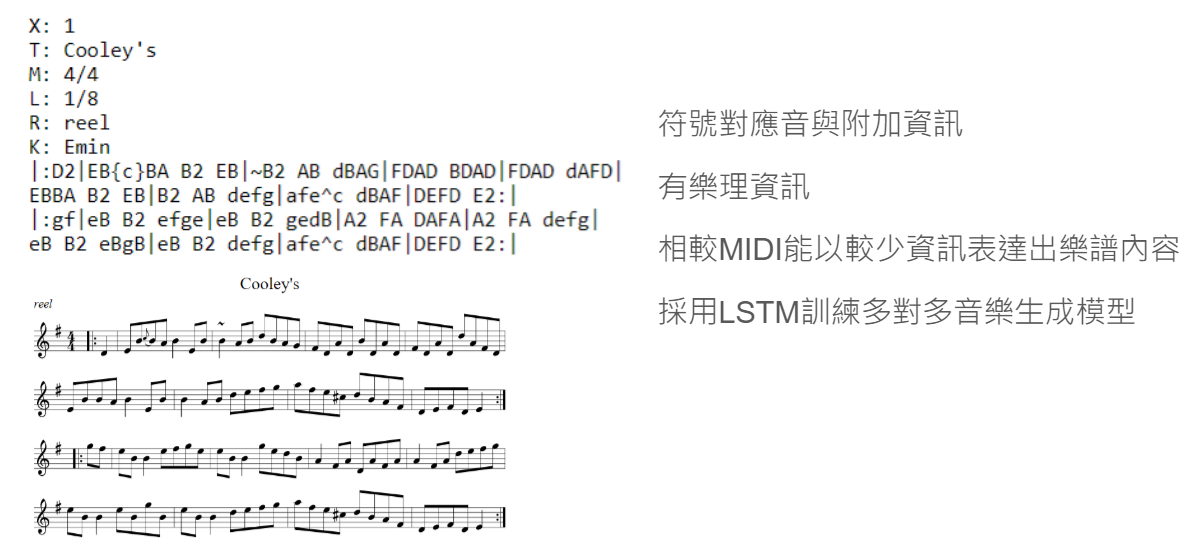 X: 1
T: Cooley's
M: 4/4
L: 1/8
R: reel
K: Emin
|:D2|EB{c}BA B2 EB|~B2 AB dBAG|FDAD BDAD|FDAD dAFD|
EBBA B2 EB|B2 AB defg|afe^c dBAF|DEFD E2:|
|:gf|eB B2 efge|eB B2 gedB|A2 FA DAFA|A2 FA defg|
eB B2 eBgB|eB B2 defg|afe^c dBAF|DEFD E2:|
Cooley's
reel
4
4
符號對應音與附加資訊
有樂理資訊
相較MIDI能以較少資訊表達出樂譜內容
採用LSTM訓練多對多音樂生成模型